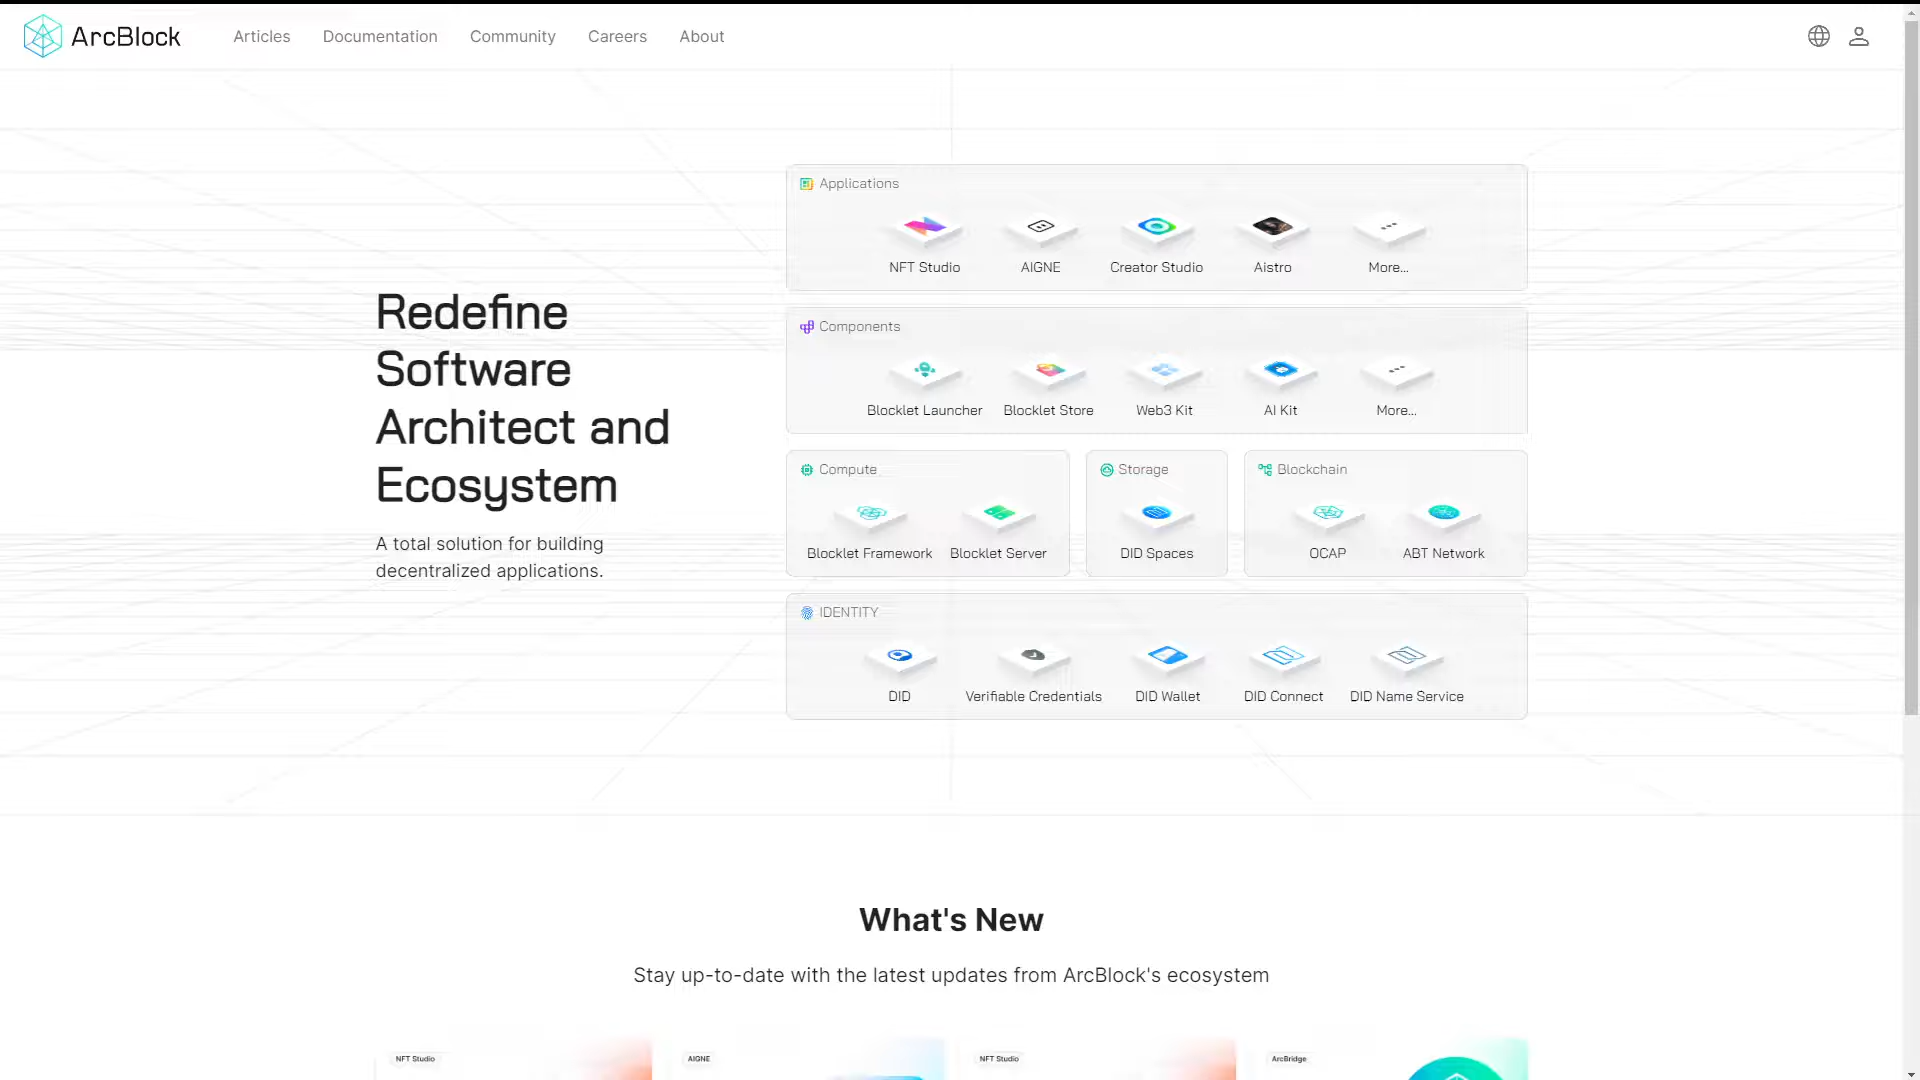 ArcBlock
Articles Documentation Community Careers About
Redefine
Software
Architect and
Ecosystem
A total solution for building
decentralized applications.
Applications
NFT Studio AIGNE Creator Studio Aistro More...
Components
Blocklet Launcher Blocklet Store Web3 Kit AI Kit More...
Compute
Blocklet Framework Blocklet Server
Storage
DID Spaces
Blockchain
OCAP ABT Network
IDENTITY
DID Verifiable Credentials DID Wallet DID Connect DID Name Service
What's New
Stay up-to-date with the latest updates from ArcBlock's ecosystem
NFT Studio AIGNE NFT Studio ArcBridge